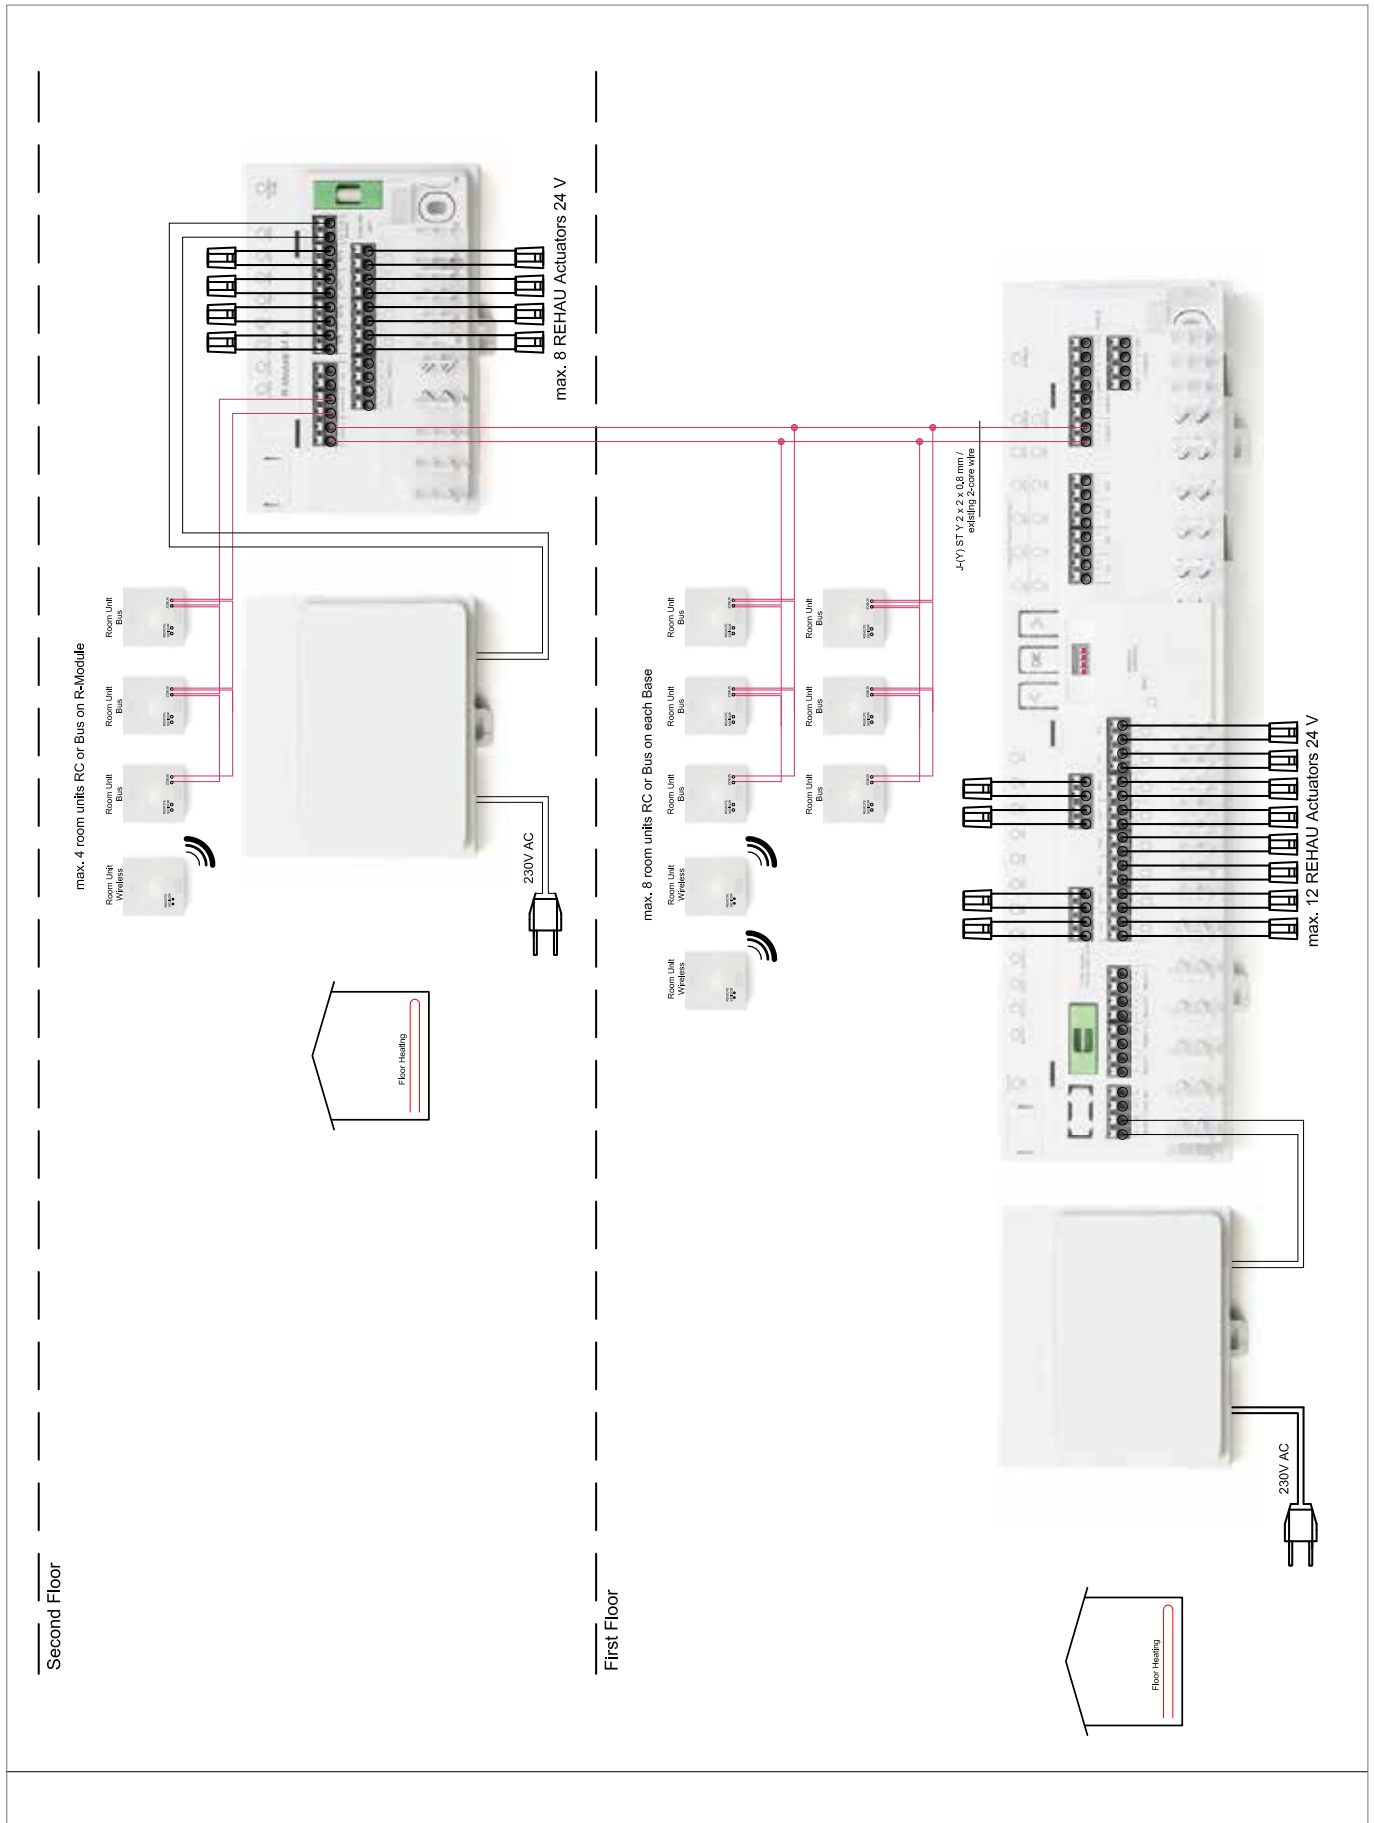 Second Floor
max. 4 room units RC or Bus on R-Module
Room Unit
Wireless
Room Unit
Bus
Room Unit
Bus
Room Unit
Bus
230V AC
max. 8 REHAU Actuators 24 V
Floor Heating
First Floor
max. 8 room units RC or Bus on each Base
Room Unit
Wireless
Room Unit
Wireless
Room Unit
Bus
Room Unit
Bus
Room Unit
Bus
Room Unit
Bus
Room Unit
Bus
Room Unit
Bus
J-(Y) ST Y 2 x 2 x 0,8 mm /
existing 2-core wire
OK
max. 12 REHAU Actuators 24 V
230V AC
Floor Heating